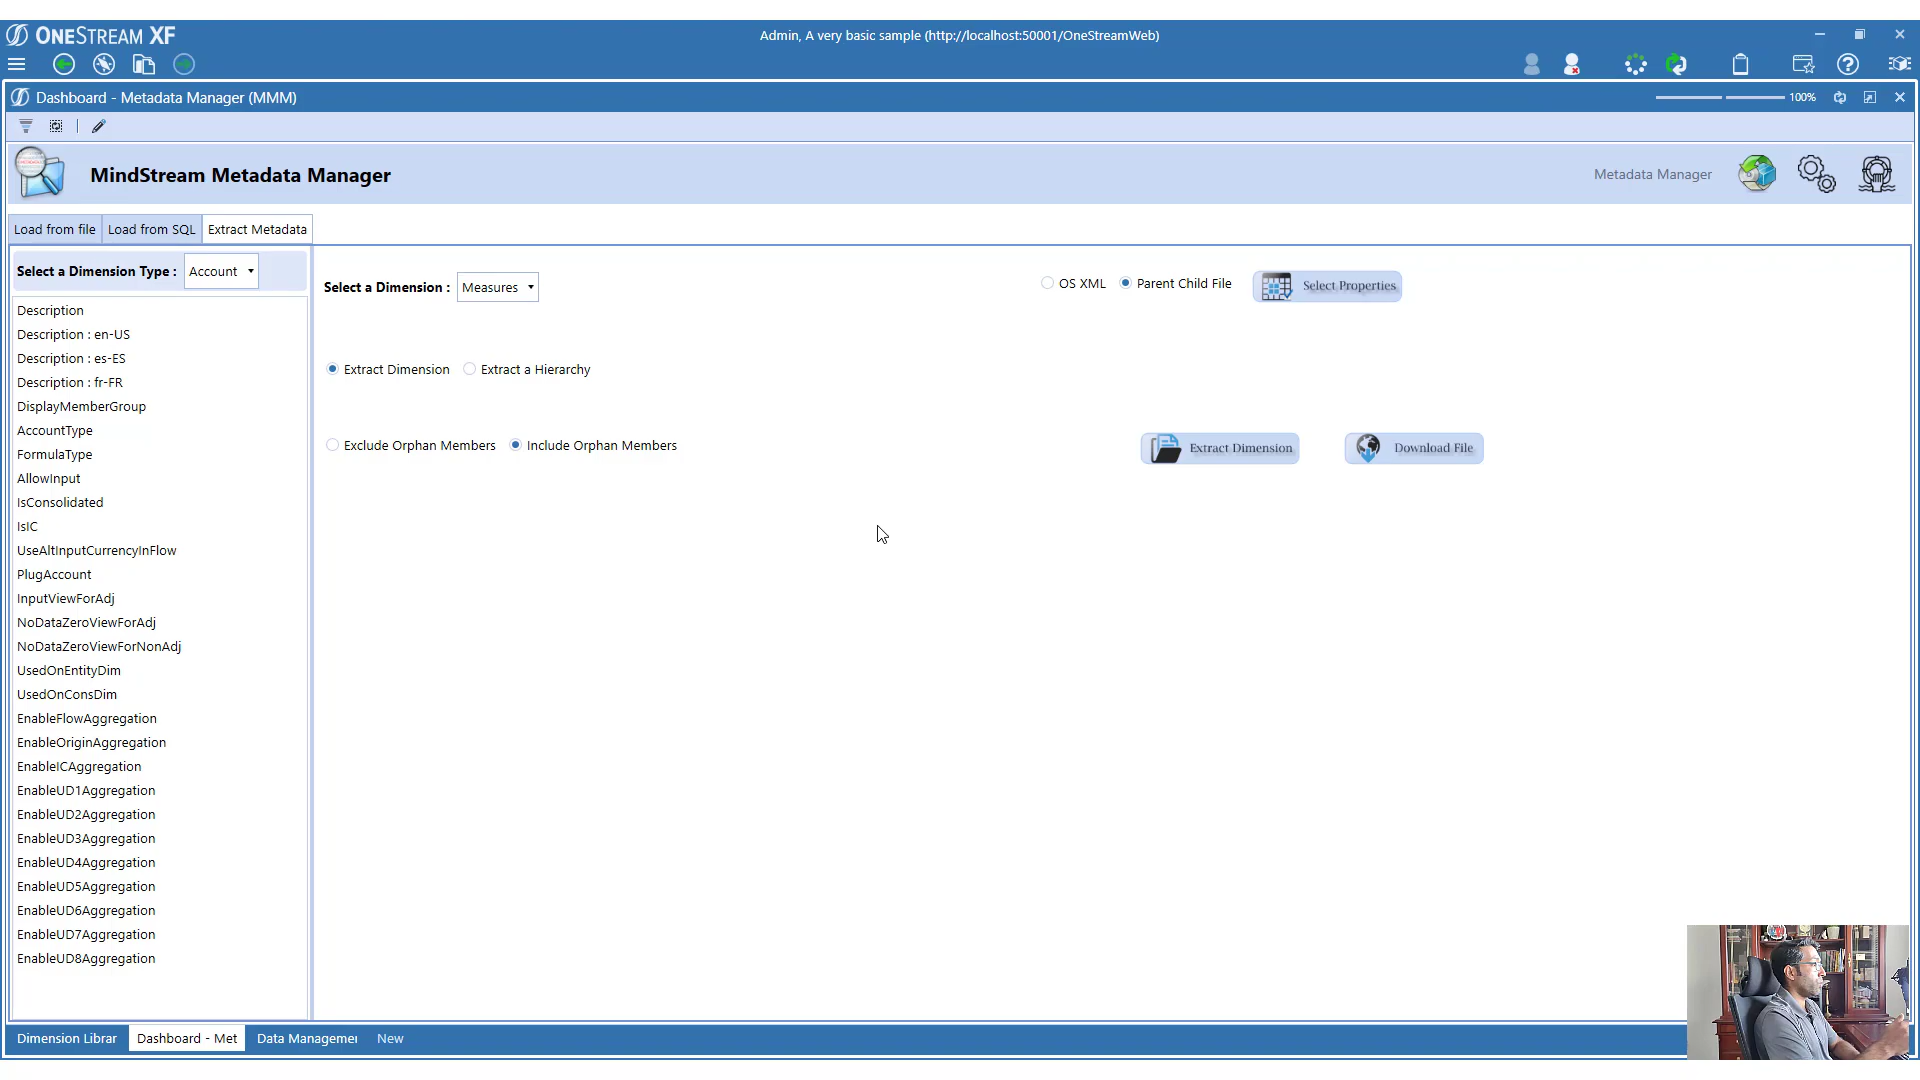 ONESTREAM XF
Admin, A very basic sample (http://localhost:50001/OneStreamWeb)
Dashboard - Metadata Manager (MMM)
100%
MindStream Metadata Manager
Metadata Manager
Load from file
Load from SQL
Extract Metadata
Select a Dimension Type :
Account
Description
Description : en-US
Description : es-ES
Description : fr-FR
DisplayMemberGroup
AccountType
FormulaType
AllowInput
IsConsolidated
IsIC
UseAltInputCurrencyInFlow
PlugAccount
InputViewForAdj
NoDataZeroViewForAdj
NoDataZeroViewForNonAdj
UsedOnEntityDim
UsedOnConsDim
EnableFlowAggregation
EnableOriginAggregation
EnableICAggregation
EnableUD1Aggregation
EnableUD2Aggregation
EnableUD3Aggregation
EnableUD4Aggregation
EnableUD5Aggregation
EnableUD6Aggregation
EnableUD7Aggregation
EnableUD8Aggregation
Select a Dimension :
Measures
OS XML
Parent Child File
Select Properties
Extract Dimension
Extract a Hierarchy
Exclude Orphan Members
Include Orphan Members
Extract Dimension
Download File
Dimension Librar
Dashboard - Met
Data Managemer
New